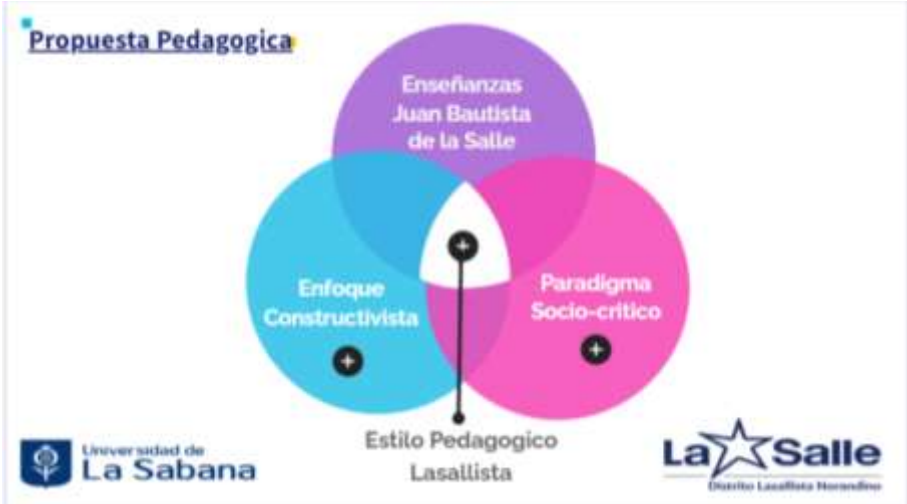 Propuesta Pedagogica
Enseñanzas
Juan Bautista
de la Salle
Enfoque
Constructivista
Paradigma
Socio-critico
Estilo Pedagogico
Lasallista
Universidad de
La Sabana
La Salle
Distrito Lasallista Norandino